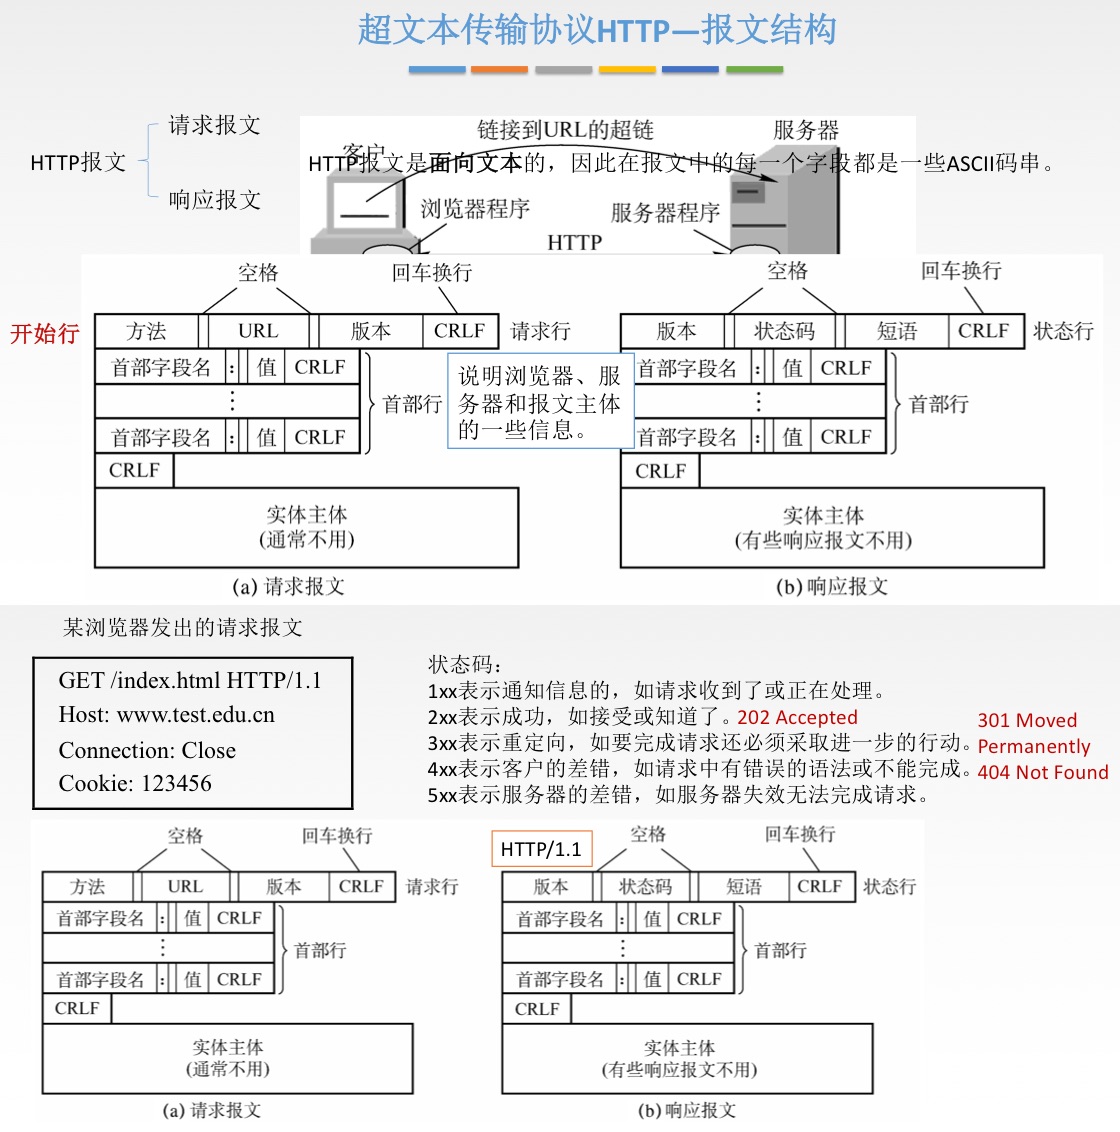 超文本传输协议HTTP—报文结构
请求报文
HTTP报文
响应报文
链接到URL的超链
服务器
客户
HTTP报文是面向文本的，因此在报文中的每一个字段都是一些ASCII码串。
浏览器程序
服务器程序
HTTP
空格
回车换行
空格
回车换行
开始行
方法
URL
版本
CRLF
请求行
版本
状态码
短语
CRLF
状态行
首部字段名 : 值 CRLF
⋮
首部字段名 : 值 CRLF
首部行
说明浏览器、服
务器和报文主体
的一些信息。
首部字段名 : 值 CRLF
⋮
首部字段名 : 值 CRLF
首部行
CRLF
CRLF
实体主体
(通常不用)
实体主体
(有些响应报文不用)
(a) 请求报文
(b) 响应报文
某浏览器发出的请求报文
GET /index.html HTTP/1.1
Host: www.test.edu.cn
Connection: Close
Cookie: 123456
状态码：
1xx表示通知信息的，如请求收到了或正在处理。
2xx表示成功，如接受或知道了。202 Accepted
3xx表示重定向，如要完成请求还必须采取进一步的行动。
301 Moved
Permanently
4xx表示客户的差错，如请求中有错误的语法或不能完成。
404 Not Found
5xx表示服务器的差错，如服务器失效无法完成请求。
空格
回车换行
HTTP/1.1
空格
回车换行
方法
URL
版本
CRLF
请求行
版本
状态码
短语
CRLF
状态行
首部字段名 : 值 CRLF
⋮
首部字段名 : 值 CRLF
首部行
首部字段名 : 值 CRLF
⋮
首部字段名 : 值 CRLF
首部行
CRLF
CRLF
实体主体
(通常不用)
实体主体
(有些响应报文不用)
(a) 请求报文
(b) 响应报文